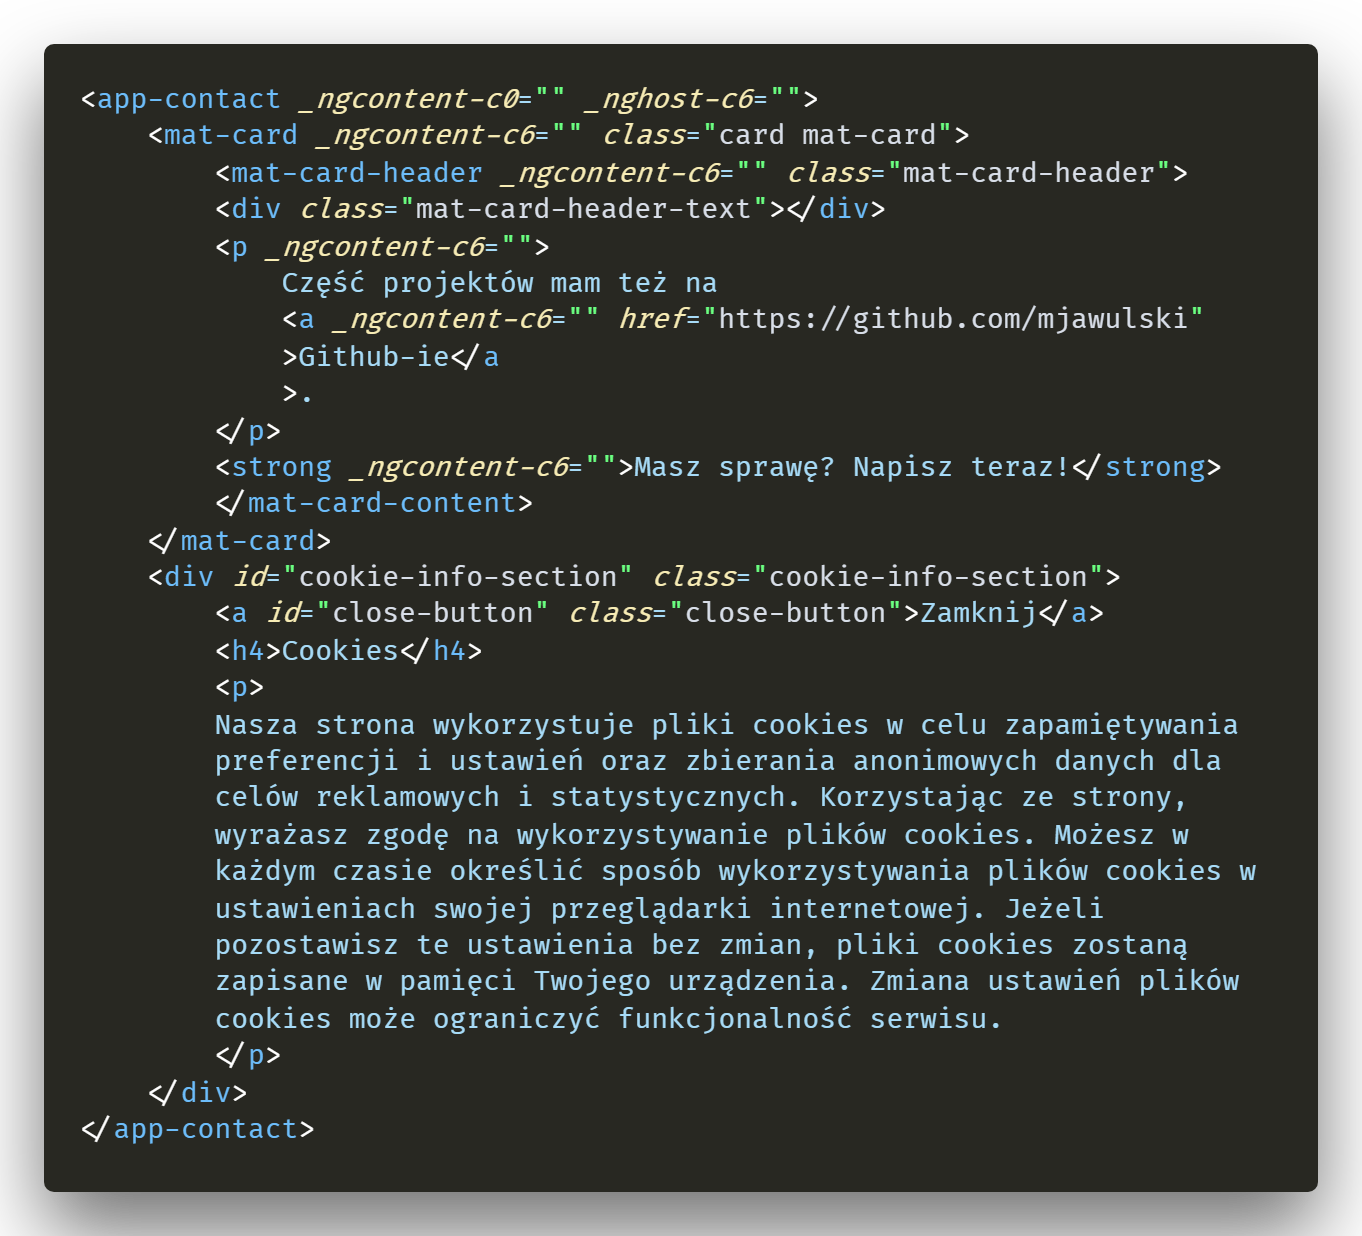 <app-contact _ngcontent-c0="" _nghost-c6="">
    <mat-card _ngcontent-c6="" class="card mat-card">
        <mat-card-header _ngcontent-c6="" class="mat-card-header">
        <div class="mat-card-header-text"></div>
        <p _ngcontent-c6="">
            Część projektów mam też na
            <a _ngcontent-c6="" href="https://github.com/mjawulski"
            >Github-ie</a
            >.
        </p>
        <strong _ngcontent-c6="">Masz sprawę? Napisz teraz!</strong>
        </mat-card-content>
    </mat-card>
    <div id="cookie-info-section" class="cookie-info-section">
        <a id="close-button" class="close-button">Zamknij</a>
        <h4>Cookies</h4>
        <p>
        Nasza strona wykorzystuje pliki cookies w celu zapamiętywania
        preferencji i ustawień oraz zbierania anonimowych danych dla
        celów reklamowych i statystycznych. Korzystając ze strony,
        wyrażasz zgodę na wykorzystywanie plików cookies. Możesz w
        każdym czasie określić sposób wykorzystywania plików cookies w
        ustawieniach swojej przeglądarki internetowej. Jeżeli
        pozostawisz te ustawienia bez zmian, pliki cookies zostaną
        zapisane w pamięci Twojego urządzenia. Zmiana ustawień plików
        cookies może ograniczyć funkcjonalność serwisu.
        </p>
    </div>
</app-contact>